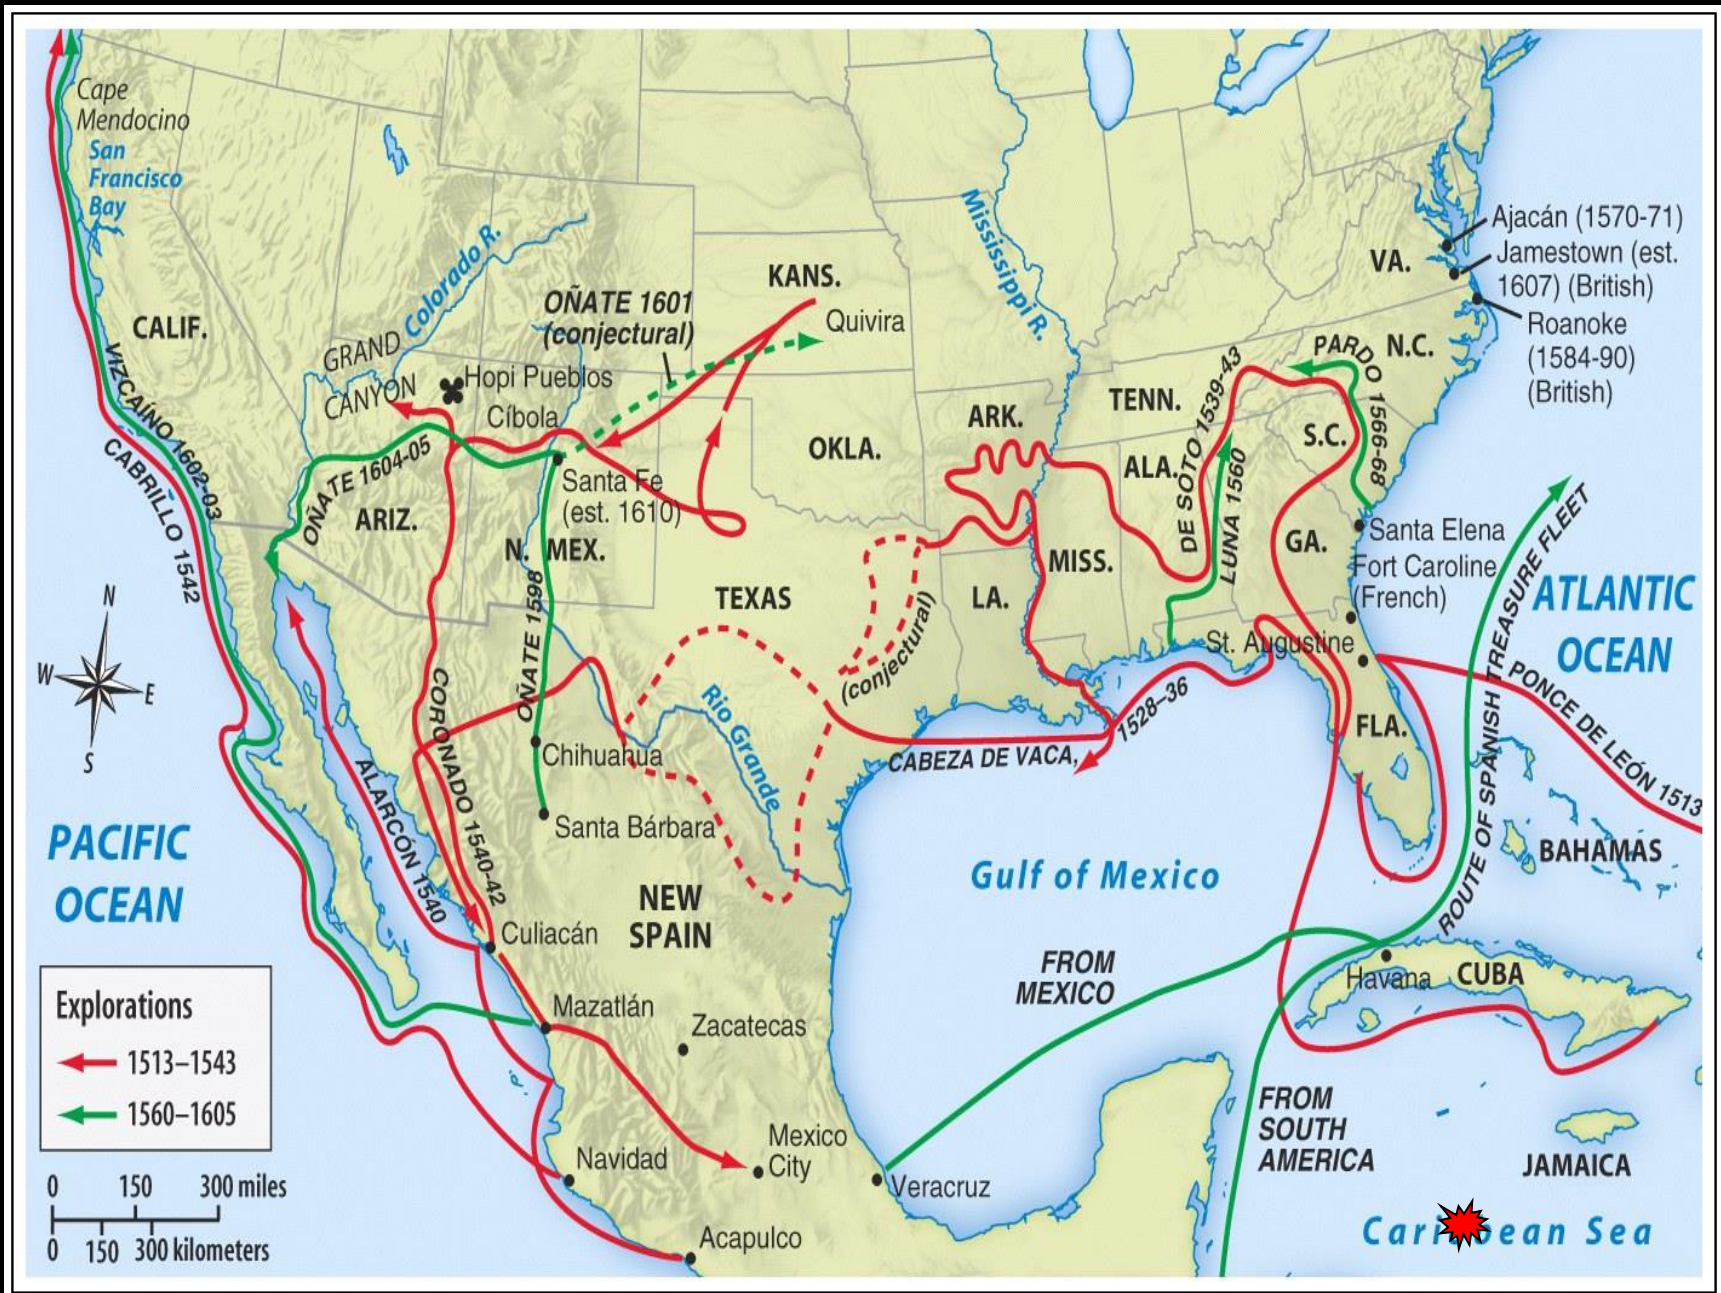 Cape
Mendocino
San
Francisco
Bay
Colorado R.
Mississippi R.
Ajacán (1570-71)
Jamestown (est.
1607) (British)
Roanoke
(1584-90)
(British)
VA.
KANS.
OÑATE 1601
(conjectural)
Quivira
CALIF.
GRAND
CANYON
Hopi Pueblos
Cíbola
VIZCAÍNO 1602-03
CABRILLO 1542
OÑATE 1604-05
ARIZ.
Santa Fe
(est. 1610)
N. MEX.
OKLA.
ARK.
TENN.
ALA.
DE SOTO 1539-43
LUNA 1560
PARDO 1566-68
N.C.
S.C.
GA.
Santa Elena
Fort Caroline
(French)
St. Augustine
MISS.
LA.
TEXAS
(conjectural)
OÑATE 1598
ATLANTIC
OCEAN
ROUTE OF SPANISH TREASURE FLEET
PONCE DE LEÓN 1513
FLA.
N
W
E
S
CORONADO 1540-42
ALARCÓN 1540
Rio Grande
CABEZA DE VACA,
1528–36
Chihuahua
Santa Bárbara
PACIFIC
OCEAN
NEW
SPAIN
Gulf of Mexico
BAHAMAS
Culiacán
FROM
MEXICO
Havana
CUBA
Mazatlán
Zacatecas
Explorations
1513–1543
1560–1605
FROM
SOUTH
AMERICA
JAMAICA
Mexico
City
Navidad
Veracruz
Acapulco
0 150 300 miles
0 150 300 kilometers
Sea